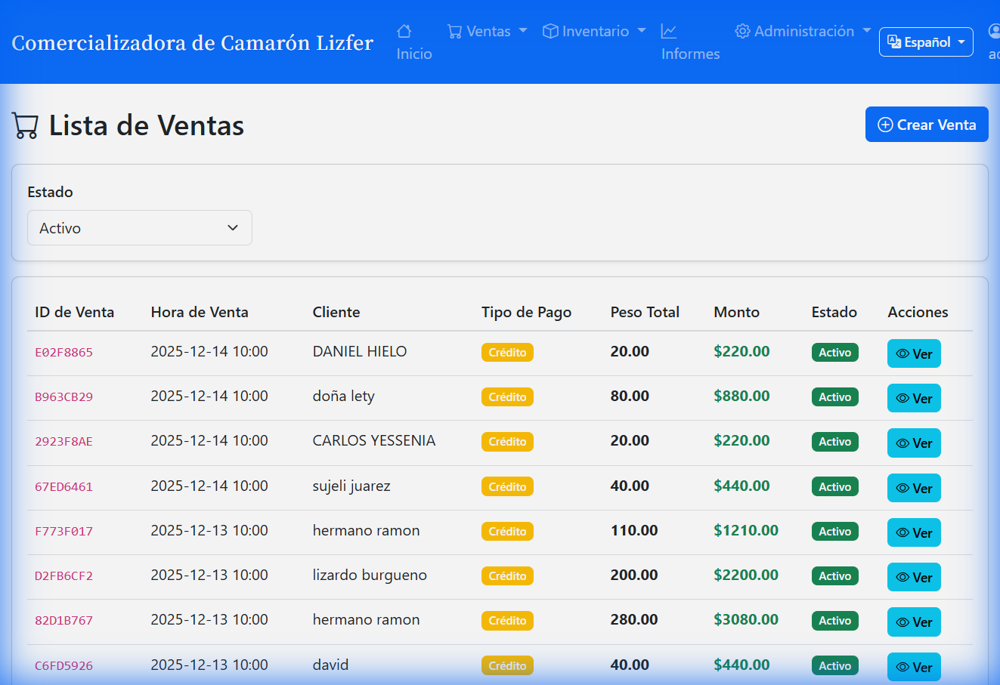 Comercializadora de Camarón Lizfer
Inicio
Ventas
Inventario
Informes
Administración
Español
Lista de Ventas
Crear Venta
Estado
Activo
ID de Venta Hora de Venta Cliente Tipo de Pago Peso Total Monto Estado Acciones
E02F8865 2025-12-14 10:00 DANIEL HIELO Crédito 20.00 $220.00 Activo Ver
B963CB29 2025-12-14 10:00 doña lety Crédito 80.00 $880.00 Activo Ver
2923F8AE 2025-12-14 10:00 CARLOS YESSENIA Crédito 20.00 $220.00 Activo Ver
67ED6461 2025-12-14 10:00 sujeli juarez Crédito 40.00 $440.00 Activo Ver
F773F017 2025-12-13 10:00 hermano ramon Crédito 110.00 $1210.00 Activo Ver
D2FB6CF2 2025-12-13 10:00 lizardo burgueno Crédito 200.00 $2200.00 Activo Ver
82D1B767 2025-12-13 10:00 hermano ramon Crédito 280.00 $3080.00 Activo Ver
C6FD5926 2025-12-13 10:00 david Crédito 40.00 $440.00 Activo Ver